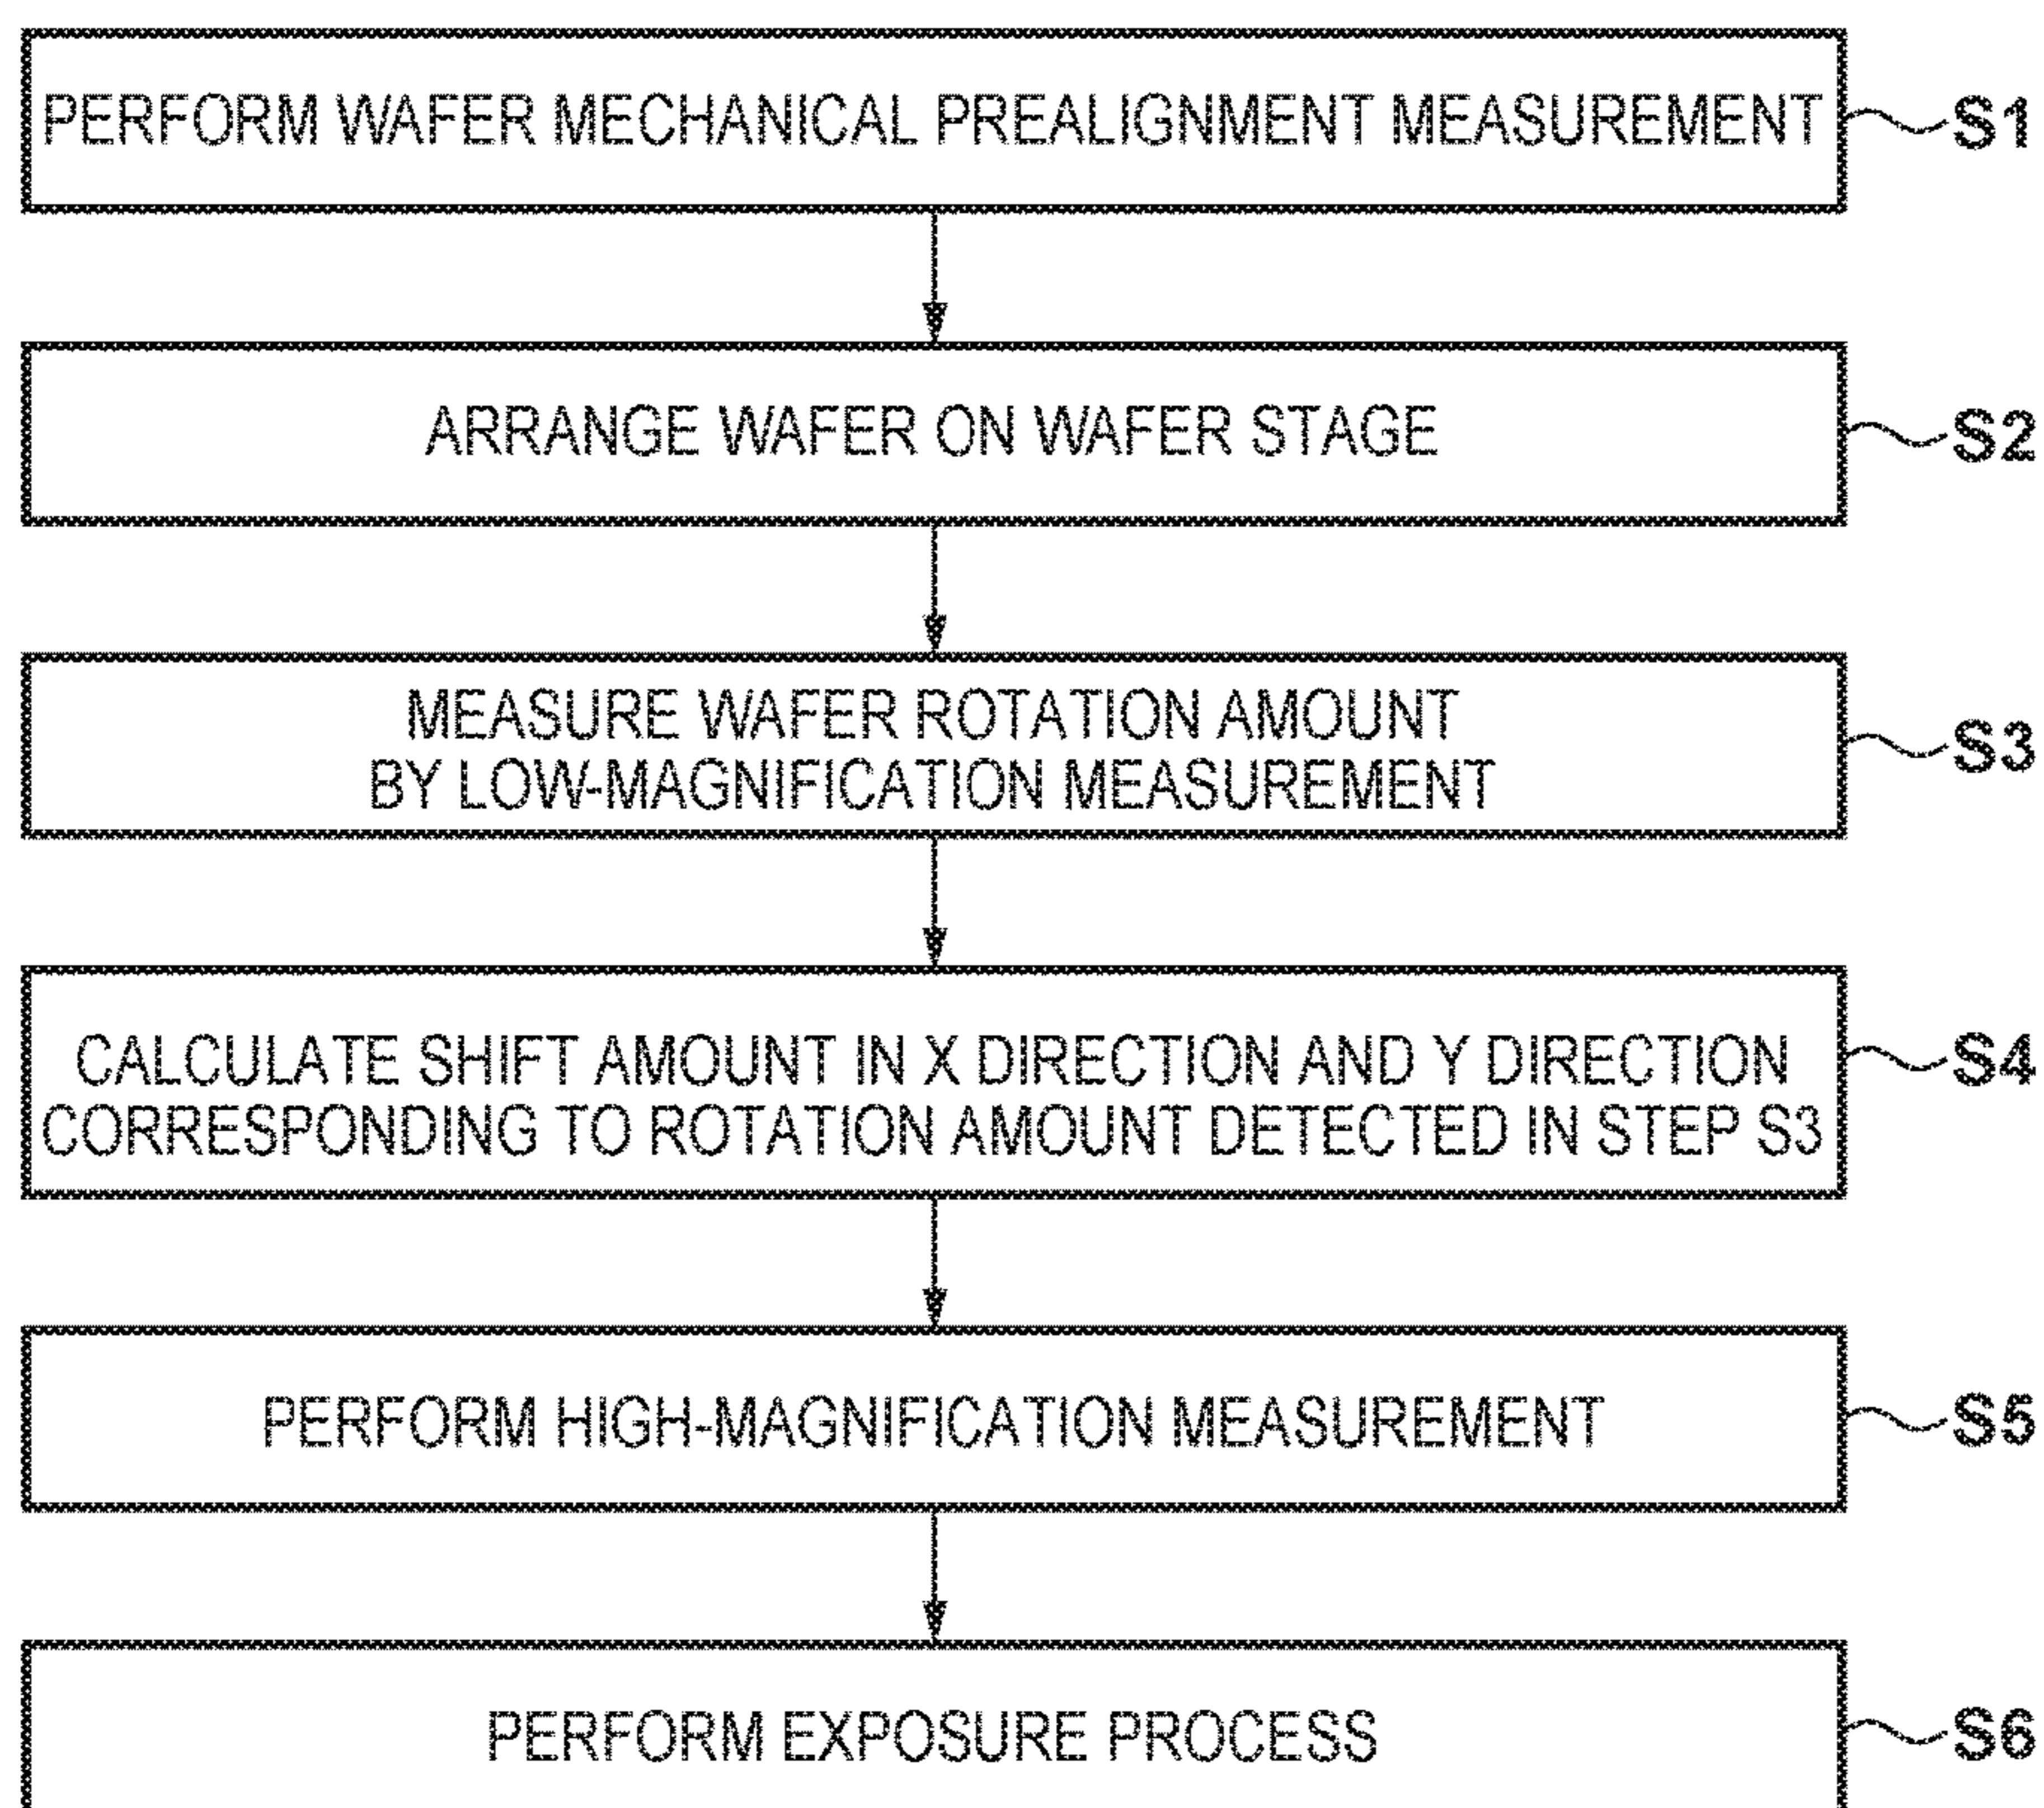 PERFORM WAFER MECHANICAL PREALIGNMENT MEASUREMENT
S1
ARRANGE WAFER ON WAFER STAGE
S2
MEASURE WAFER ROTATION AMOUNT
BY LOW-MAGNIFICATION MEASUREMENT
S3
CALCULATE SHIFT AMOUNT IN X DIRECTION AND Y DIRECTION
CORRESPONDING TO ROTATION AMOUNT DETECTED IN STEP S3
S4
PERFORM HIGH-MAGNIFICATION MEASUREMENT
S5
PERFORM EXPOSURE PROCESS
S6